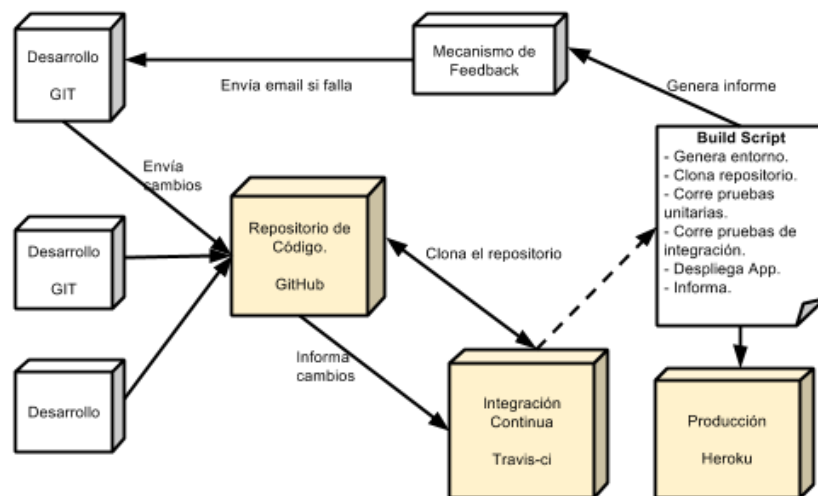 Desarrollo
GIT
Mecanismo de
Feedback
Envía email si falla
Genera informe
Build Script
- Genera entorno.
- Clona repositorio.
- Corre pruebas
unitarias.
- Corre pruebas de
integración.
- Despliega App.
- Informa.
Envía
cambios
Repositorio de
Código.
GitHub
Desarrollo
GIT
Clona el repositorio
Informa
cambios
Desarrollo
Integración
Continua
Travis-ci
Producción
Heroku